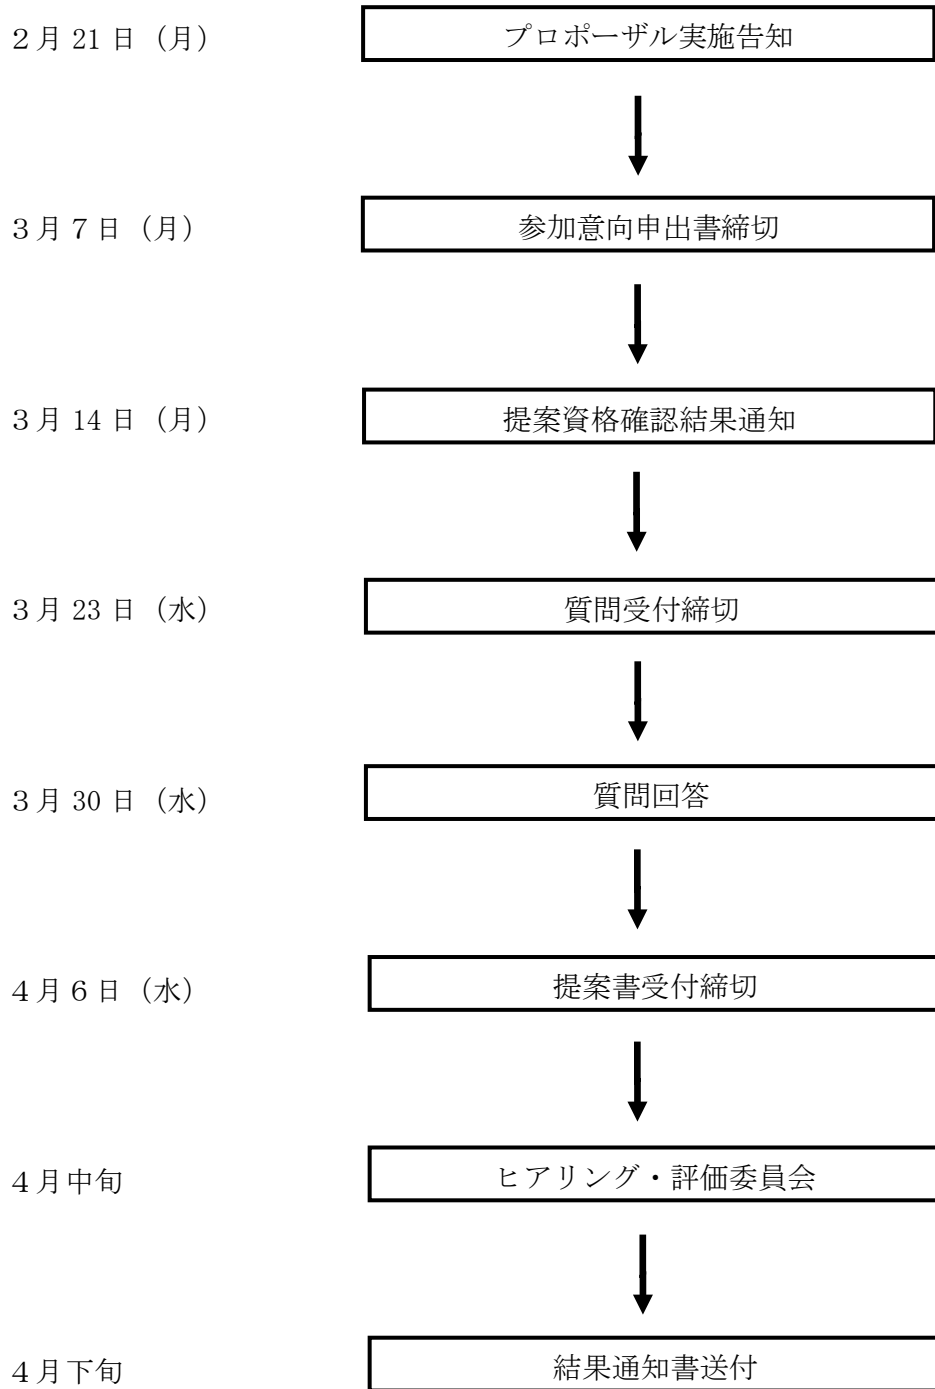 ２月 21 日（月） プロポーザル実施告知
３月７日（月） 参加意向申出書締切
３月 14 日（月） 提案資格確認結果通知
３月 23 日（水） 質問受付締切
３月 30 日（水） 質問回答
４月６日（水） 提案書受付締切
４月中旬 ヒアリング・評価委員会
４月下旬 結果通知書送付